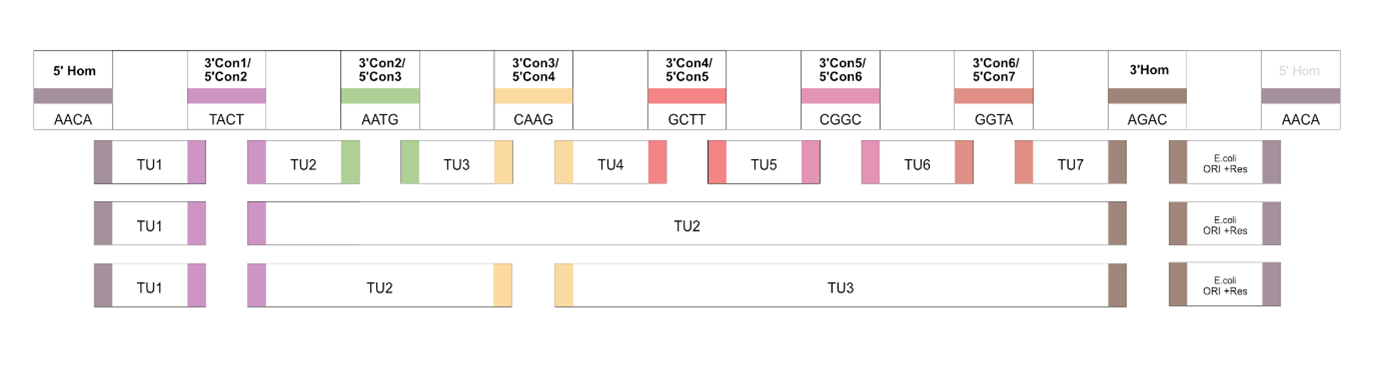 5' Hom
3'Con1/
5'Con2
3'Con2/
5'Con3
3'Con3/
5'Con4
3'Con4/
5'Con5
3'Con5/
5'Con6
3'Con6/
5'Con7
3'Hom
5' Hom
AACA
TACT
AATG
CAAG
GCTT
CGGC
GGTA
AGAC
AACA
TU1
TU2
TU3
TU4
TU5
TU6
TU7
E.coli
ORI +Res
TU1
TU2
E.coli
ORI +Res
TU1
TU2
TU3
E.coli
ORI +Res